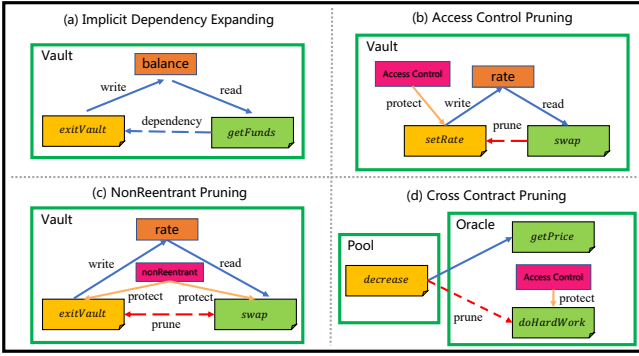 (a) Implicit Dependency Expanding
Vault
balance
write
read
dependency
exitVault
getFunds
(b) Access Control Pruning
Vault
Access Control
rate
protect
write
read
prune
setRate
swap
(c) NonReentrant Pruning
Vault
rate
write
read
nonReentrant
protect
protect
exitVault
prune
swap
(d) Cross Contract Pruning
Oracle
Pool
getPrice
decrease
Access Control
protect
prune
doHardWork